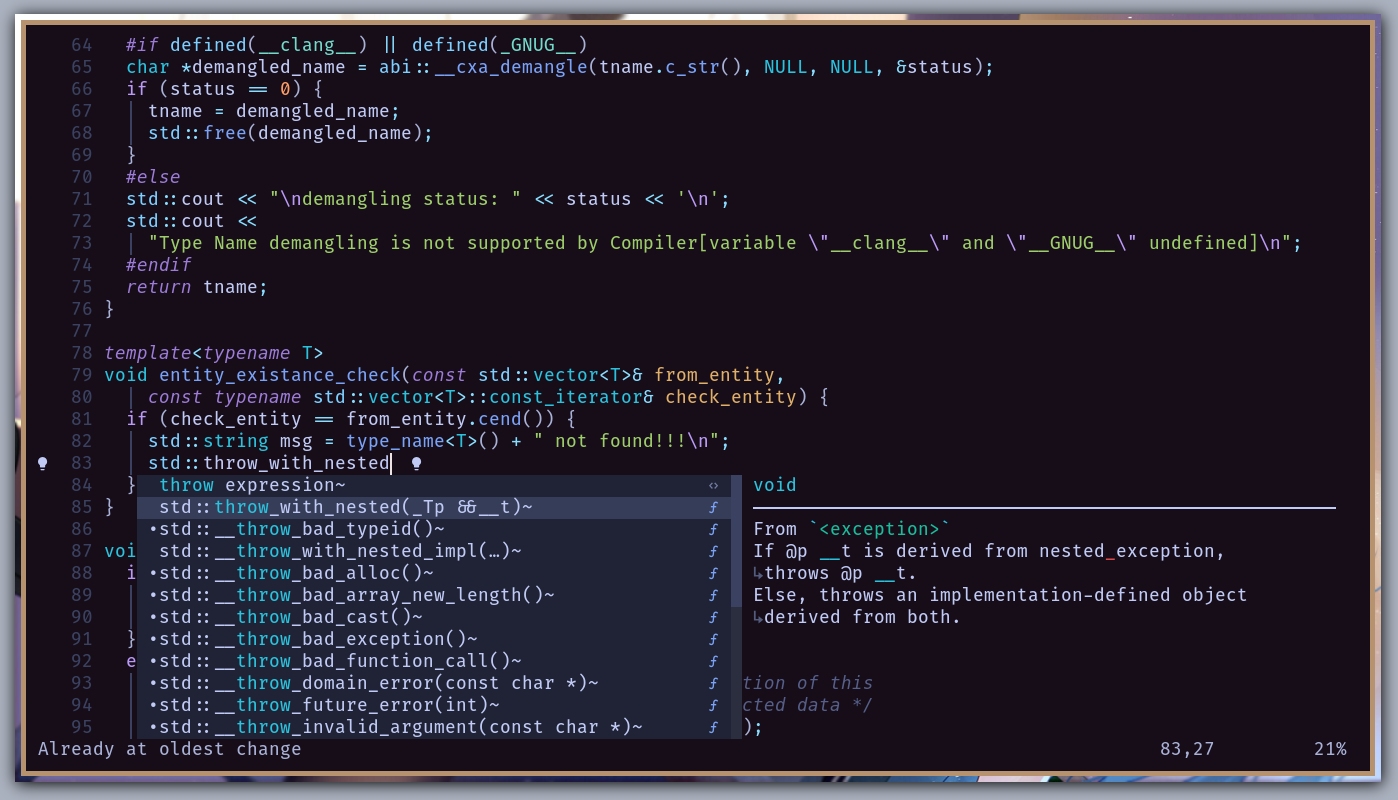 64 #if defined(__clang__) || defined(_GNUG__)
65 char *demangled_name = abi::__cxa_demangle(tname.c_str(), NULL, NULL, &status);
66 if (status == 0) {
67 tname = demangled_name;
68 std::free(demangled_name);
69 }
70 #else
71 std::cout << "\ndemangling status: " << status << '\n';
72 std::cout <<
73 "Type Name demangling is not supported by Compiler[variable \"__clang__\" and \"__GNUG__\" undefined]\n";
74 #endif
75 return tname;
76 }
77
78 template<typename T>
79 void entity_existance_check(const std::vector<T>& from_entity,
80 const typename std::vector<T>::const_iterator& check_entity) {
81 if (check_entity == from_entity.cend()) {
82 std::string msg = type_name<T>() + " not found!!!\n";
83 std::throw_with_nested
84 } throw expression~ <> void
85 } std::throw_with_nested(_Tp &&__t)~ ƒ
86 •std::__throw_bad_typeid()~ ƒ From `<exception>`
87 voi std::__throw_with_nested_impl(…)~ ƒ If @p __t is derived from nested_exception,
88 i •std::__throw_bad_alloc()~ ƒ ↳throws @p __t.
89 •std::__throw_bad_array_new_length()~ ƒ Else, throws an implementation-defined object
90 •std::__throw_bad_cast()~ ƒ ↳derived from both.
91 } •std::__throw_bad_exception()~ ƒ
92 e •std::__throw_bad_function_call()~ ƒ
93 •std::__throw_domain_error(const char *)~ ƒ tion of this
94 •std::__throw_future_error(int)~ ƒ cted data */
95 •std::__throw_invalid_argument(const char *)~ ƒ );
Already at oldest change 83,27 21%